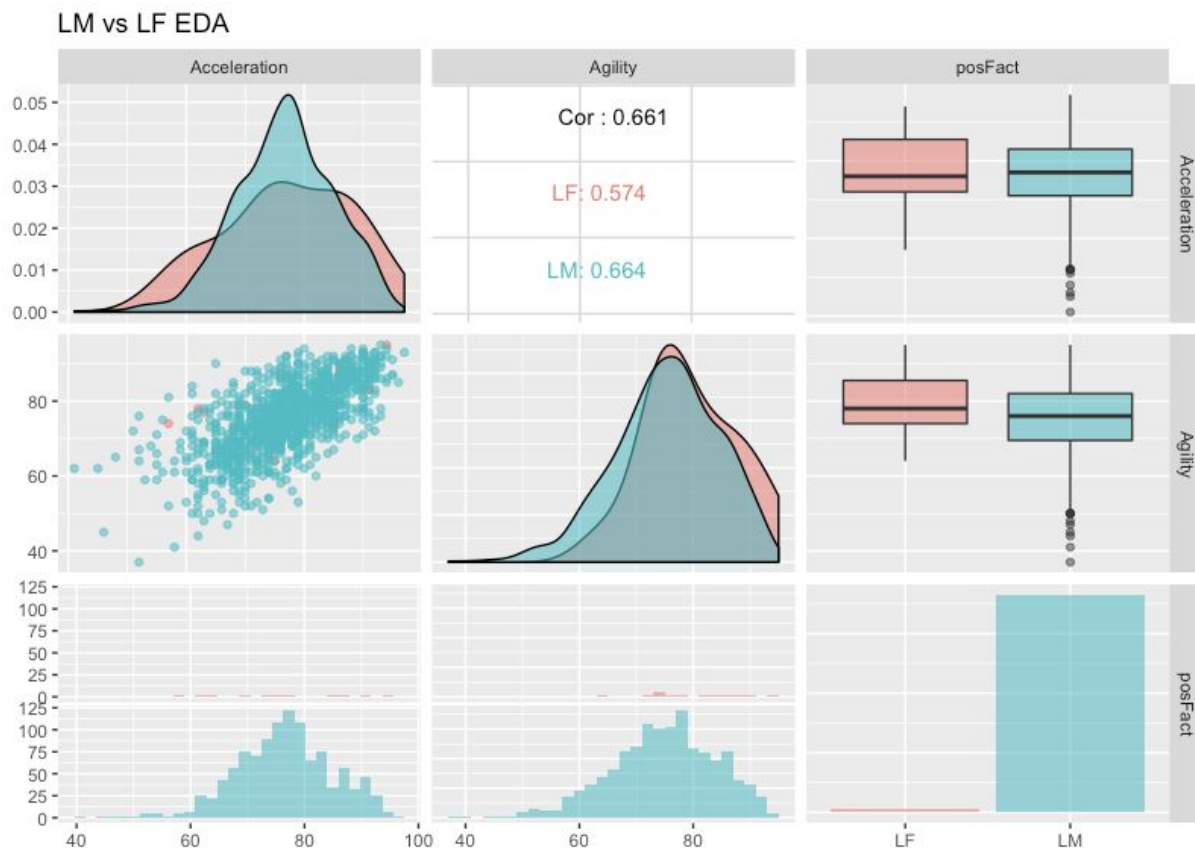 LM vs LF EDA
Acceleration Agility posFact
0.05
0.04
0.03
0.02
0.01
0.00
Cor : 0.661
LF: 0.574
LM: 0.664
Acceleration
80
60
40
Agility
125
100
75
50
25
0
125
100
75
50
25
0
posFact
40 60 80 100 40 60 80 LF LM